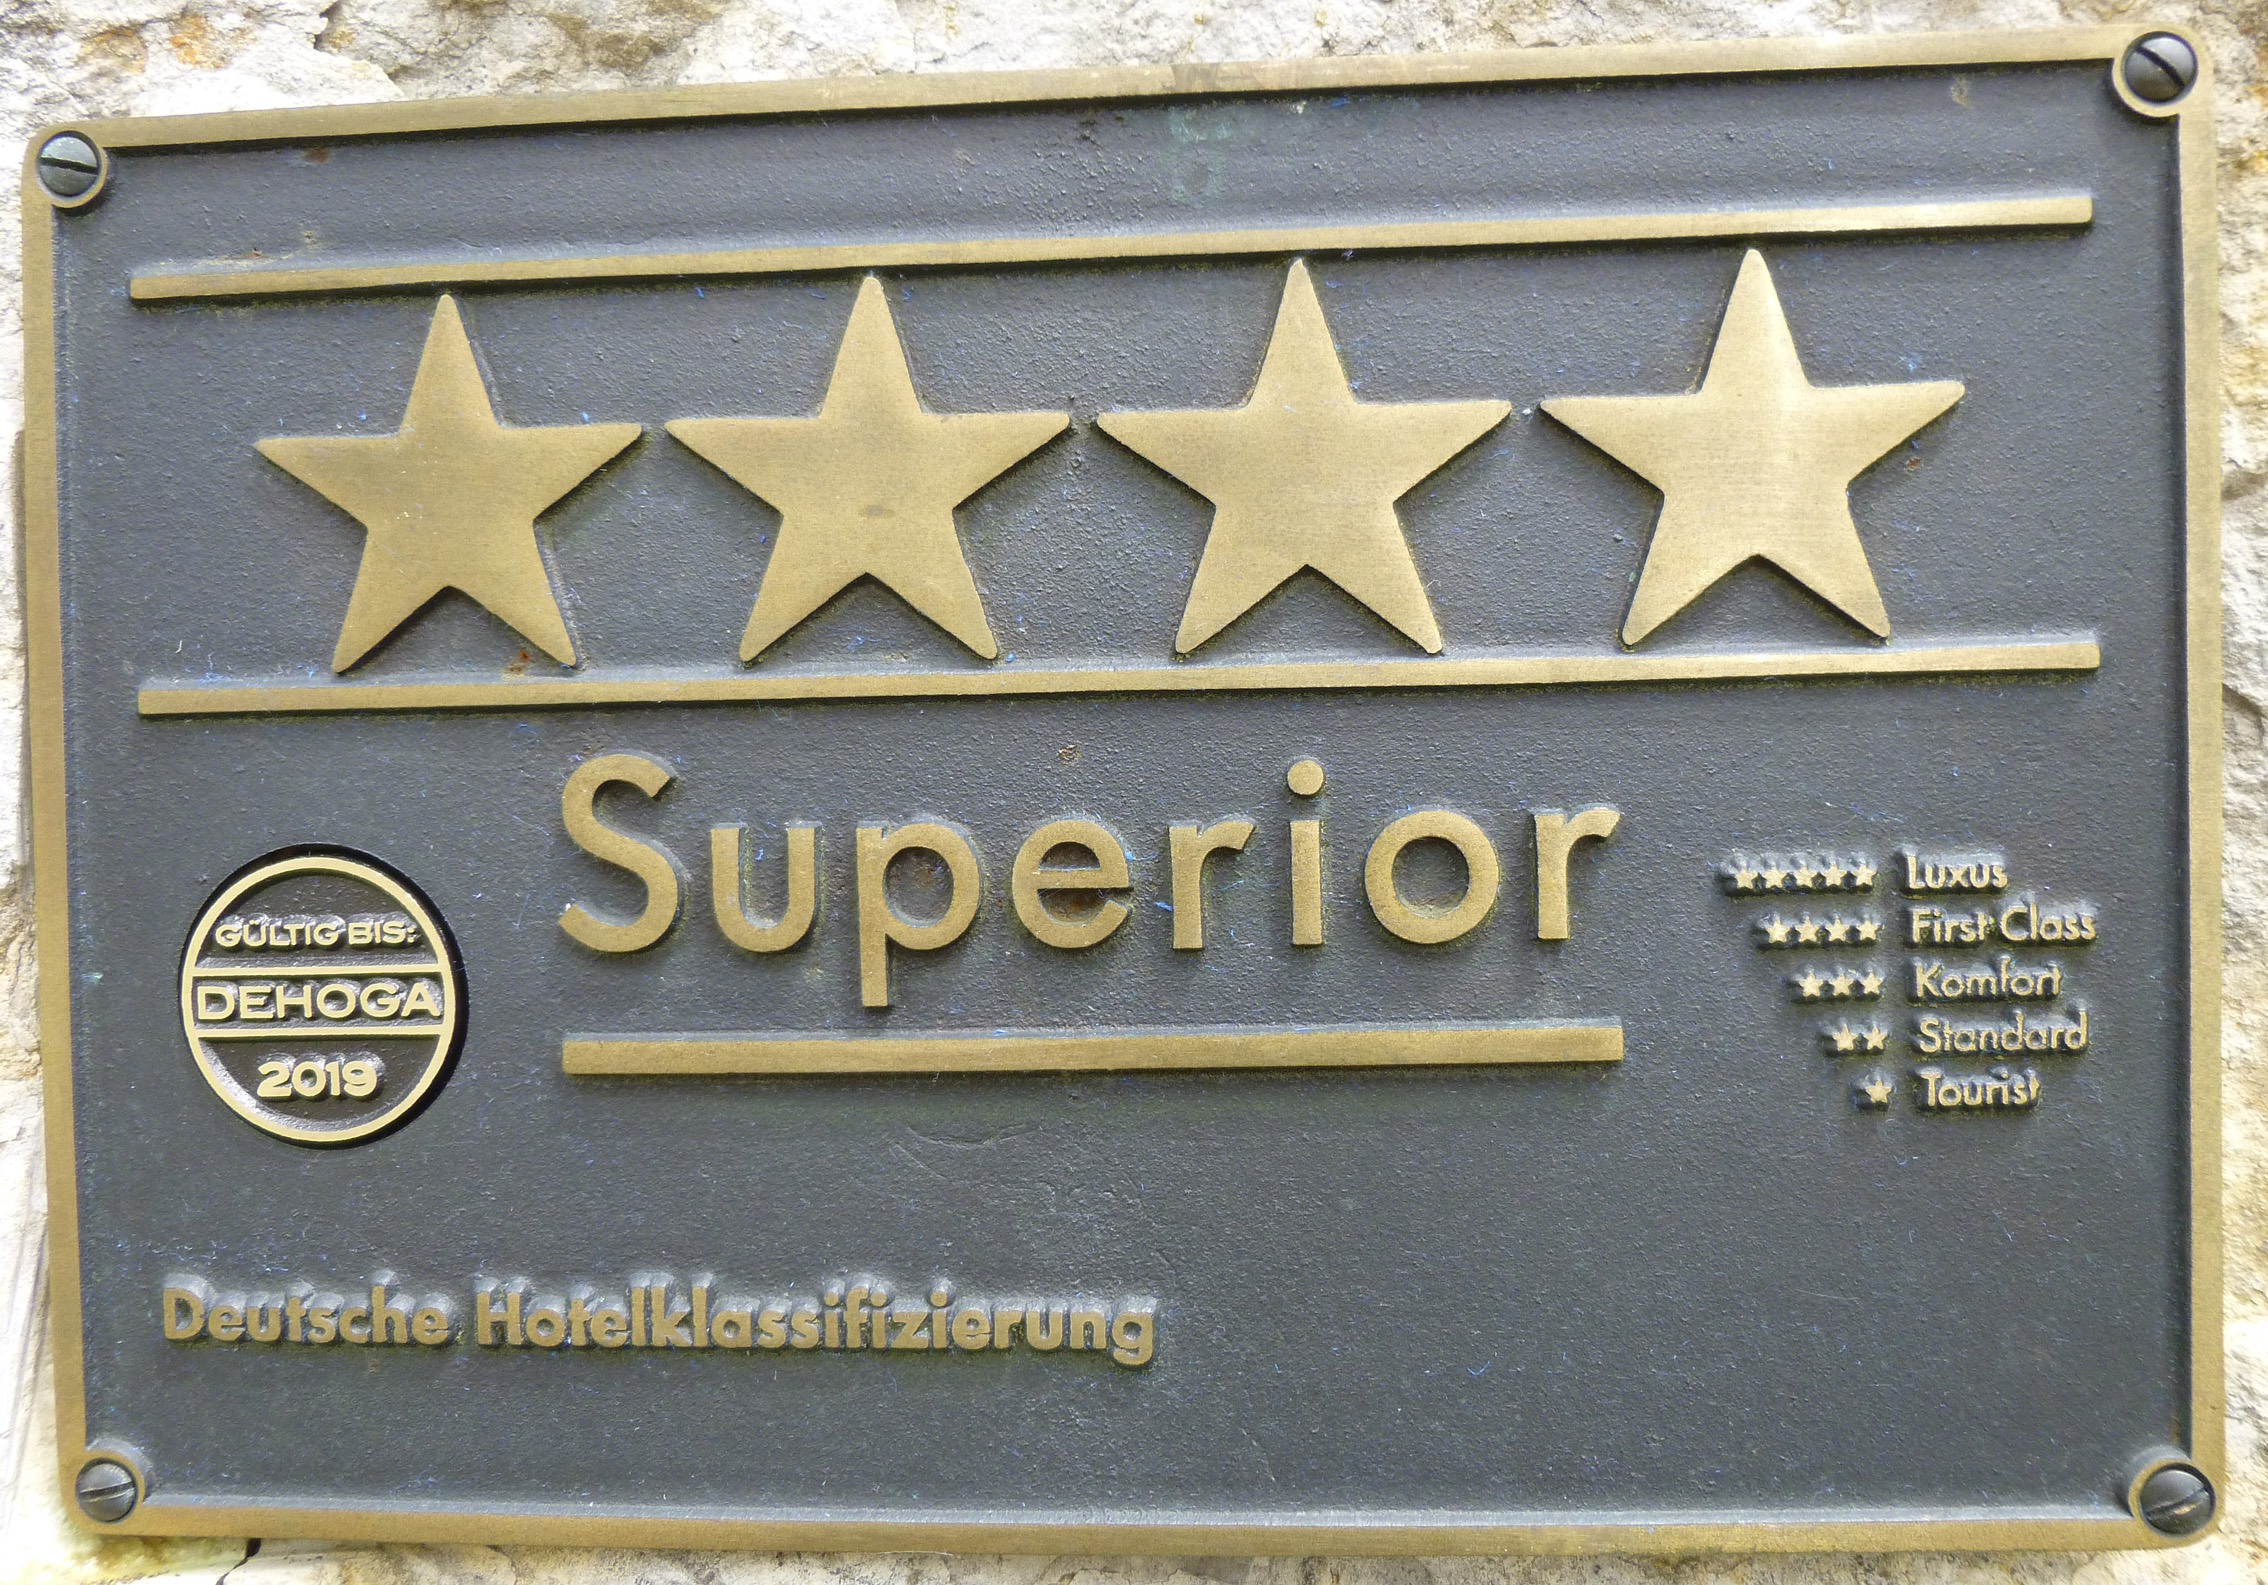 Superior
GÜLTIG BIS:
DEHOGA
2019
Luxus
First Class
Komfort
Standard
Tourist
Deutsche Hotelklassifizierung